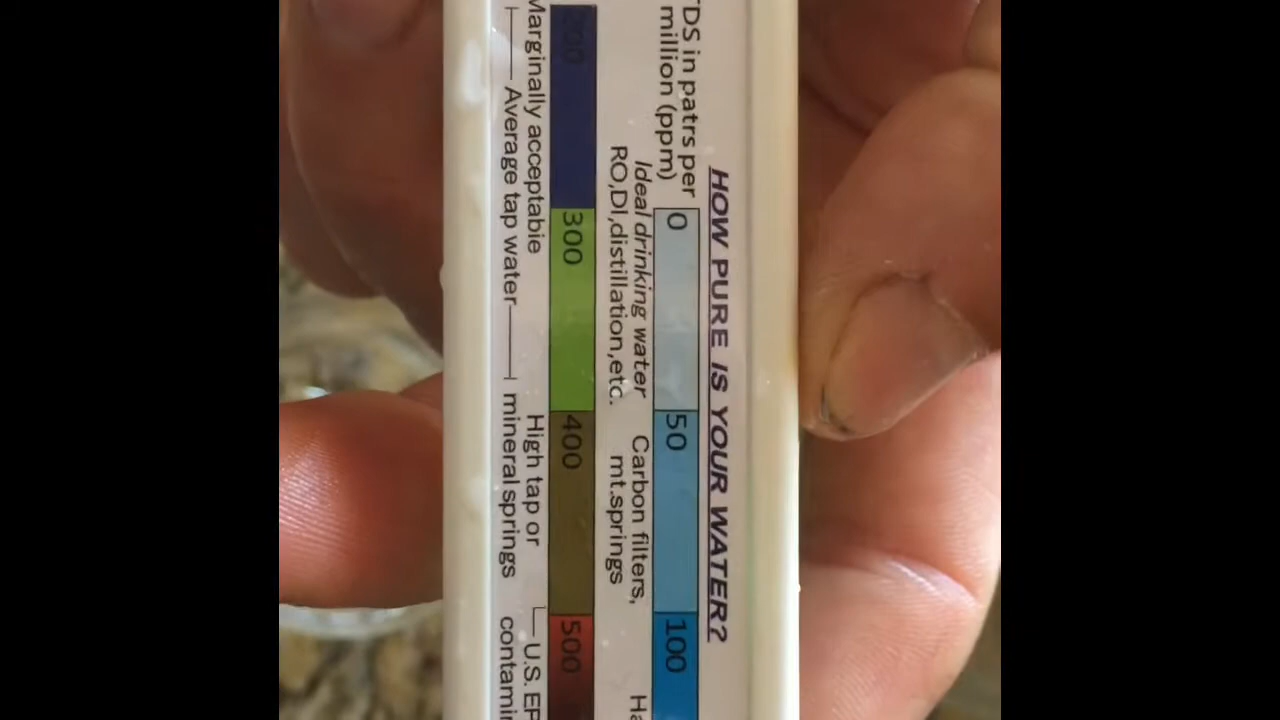 HOW PURE IS YOUR WATER?
TDS in patrs per
million (ppm)
0 50 100
Ideal drinking water
RO,DI,distillation,etc.
Carbon filters,
mt.springs
200 300 400 500
Marginally acceptable
Average tap water
High tap or
mineral springs
U.S.